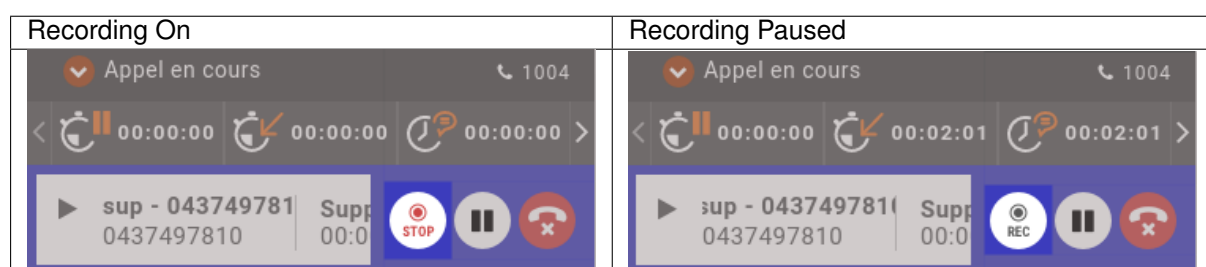 Recording On
Recording Paused
Appel en cours 1004
00:00:00 00:00:00 00:00:00
sup - 043749781 Supp
0437497810 00:0
STOP
Appel en cours 1004
00:00:00 00:02:01 00:02:01
sup - 043749781 Supp
0437497810 00:0
REC